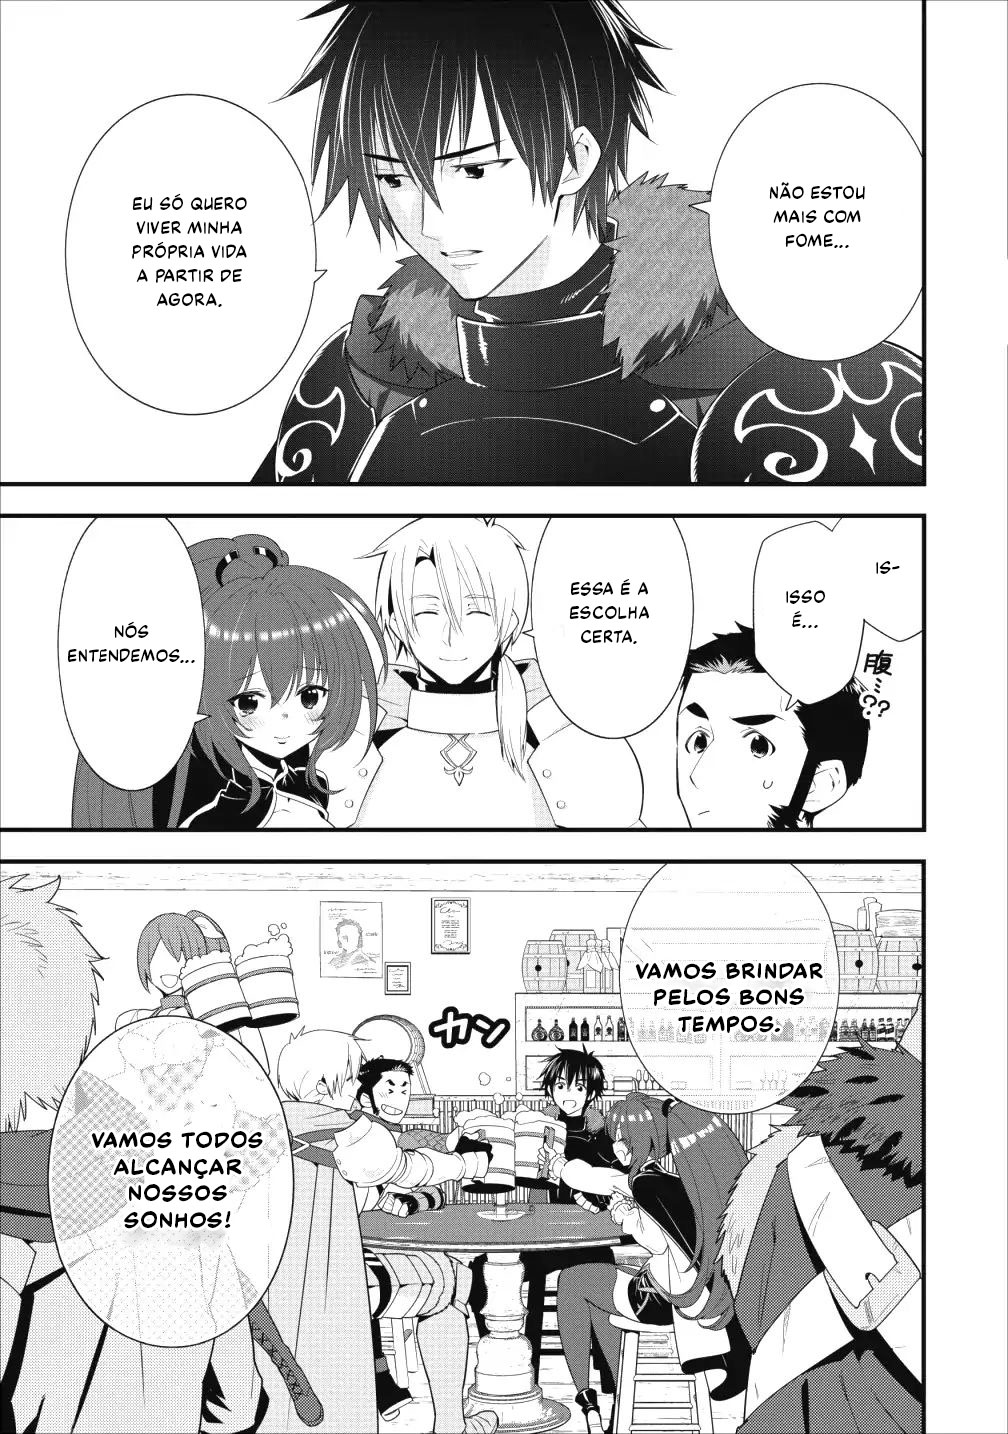 NÃO ESTOU
MAIS COM
FOME...
EU SÓ QUERO
VIVER MINHA
PRÓPRIA VIDA
A PARTIR DE
AGORA.
IS-
ISSO
É...
腹…??
ESSA É A
ESCOLHA
CERTA.
NÓS
ENTENDEMOS...
VAMOS BRINDAR
PELOS BONS
TEMPOS.
カン
VAMOS TODOS
ALCANÇAR
NOSSOS
SONHOS!